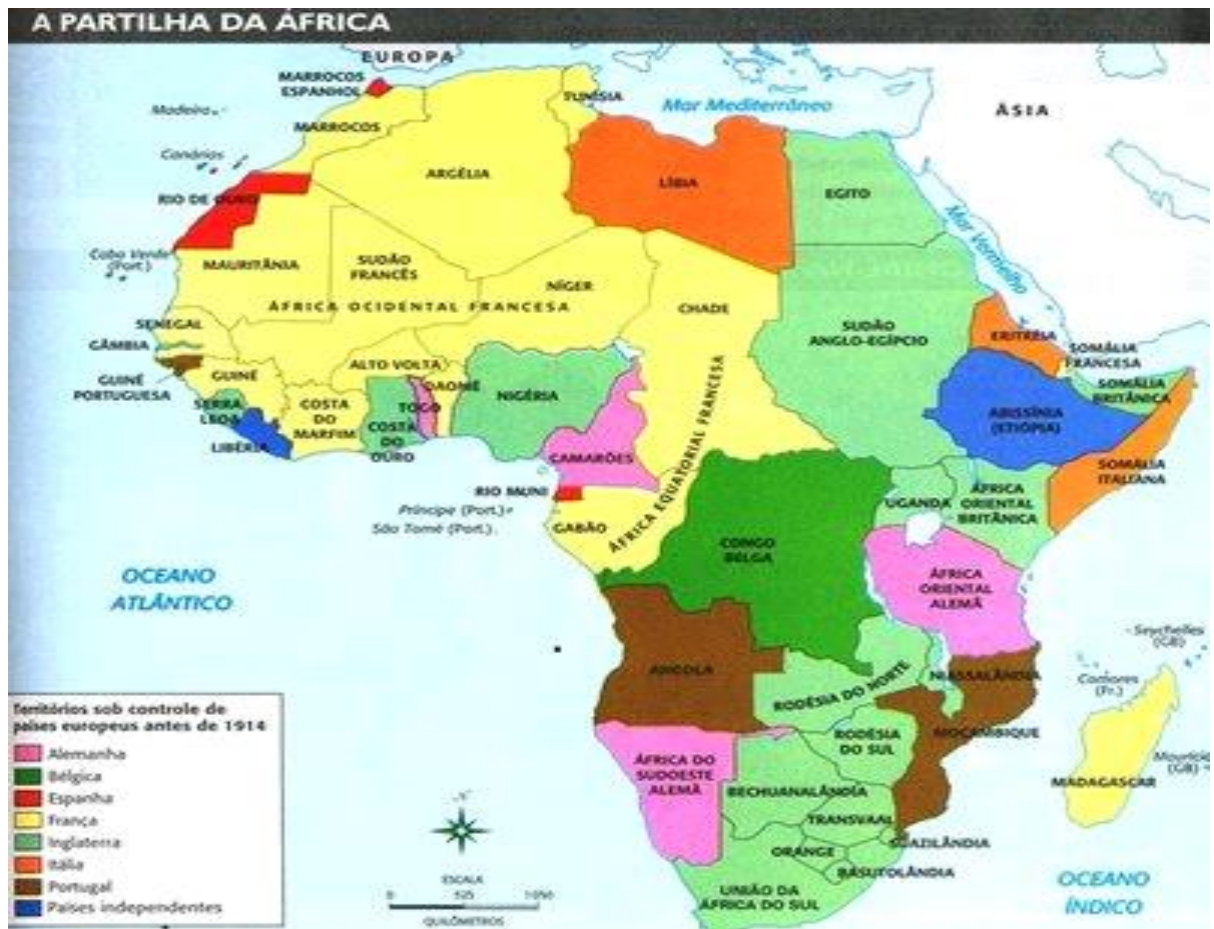 A PARTILHA DA ÁFRICA
EUROPA
MARROCOS
ESPANHOL
TUNÍSIA
Mar Mediterrâneo
ÁSIA
Madeira
MARROCOS
Canárias
ARGÉLIA
LÍBIA
EGITO
RIO DE OURO
Mar Vermelho
Cabo Verde
(Port.)
MAURITÂNIA
SUDÃO
FRANCÊS
NÍGER
CHADE
ÁFRICA OCIDENTAL FRANCESA
SENEGAL
GÂMBIA
SUDÃO
ANGLO-EGÍPCIO
ERITRÉIA
SOMÁLIA
FRANCESA
GUINÉ
PORTUGUESA
GUINÉ
ALTO VOLTA
DAOMÉ
NIGÉRIA
SOMÁLIA
BRITÂNICA
SERRA
LEOA
COSTA
DO
MARFIM
TOGO
ABISSÍNIA
(ETIÓPIA)
LIBÉRIA
COSTA
DO
OURO
CAMARÕES
ÁFRICA EQUATORIAL FRANCESA
SOMÁLIA
ITALIANA
RIO MUNI
UGANDA
ÁFRICA
ORIENTAL
BRITÂNICA
Príncipe (Port.)
São Tomé (Port.)
GABÃO
CONGO
BELGA
OCEANO
ATLÂNTICO
ÁFRICA
ORIENTAL
ALEMÃ
Seychelles
(GB)
ANGOLA
NIASSALÂNDIA
Comores
(Fr.)
RODÉSIA DO NORTE
RODÉSIA
DO SUL
MOÇAMBIQUE
Maurício
(GB)
MADAGASCAR
ÁFRICA DO
SUDOESTE
ALEMÃ
BECHUANALÂNDIA
TRANSVAAL
SUAZILÂNDIA
ORANGE
BASUTOLÂNDIA
UNIÃO DA
ÁFRICA DO SUL
OCEANO
ÍNDICO
Territórios sob controle de
países europeus antes de 1914
Alemanha
Bélgica
Espanha
França
Inglaterra
Itália
Portugal
Países independentes
ESCALA
0 525 1050
QUILÔMETROS